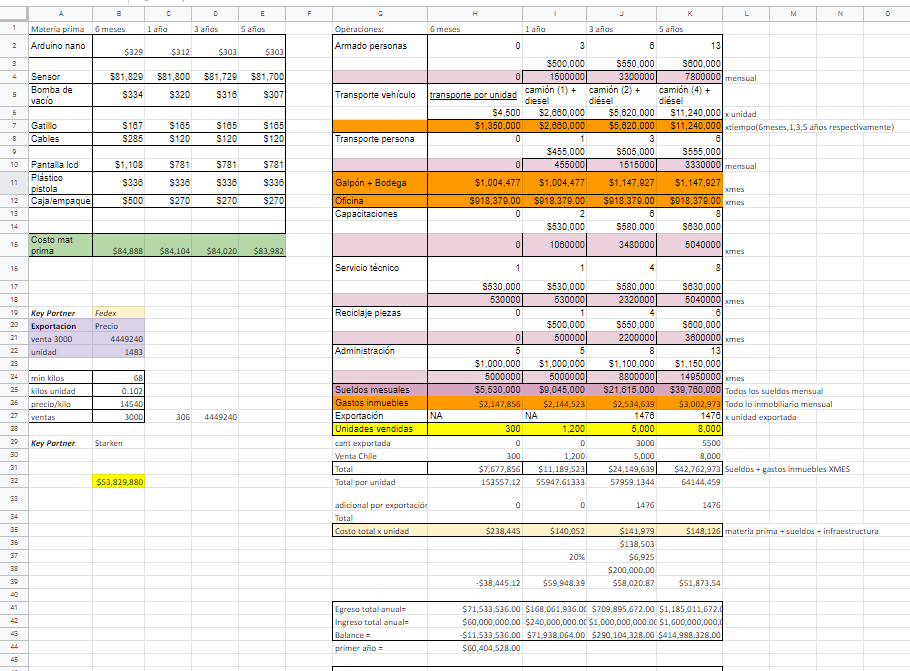 A B C D E F G H I J K L M N O
1 Materia prima 6 meses 1 año 3 años 5 años Operaciones: 6 meses 1 año 3 años 5 años
2 Arduino nano $329 $312 $303 $303 Armado personas 0 3 6 13
3 $500,000 $550,000 $600,000
4 Sensor $81,829 $81,800 $81,729 $81,700 0 1500000 3300000 7800000 mensual
5 Bomba de vacío $334 $320 $316 $307 Transporte vehículo transporte por unidad camión (1) + diesel camión (2) + diésel camión (4) + diésel
6 $4,500 $2,660,000 $5,620,000 $11,240,000 x unidad
7 Gatillo $167 $165 $165 $165 $1,350,000 $2,660,000 $5,620,000 $11,240,000 xtiempo(6meses,1,3,5 años respectivamente)
8 Cables $285 $120 $120 $120 Transporte persona 0 1 3 6
9 $455,000 $505,000 $555,000
10 Pantalla lcd $1,108 $781 $781 $781 0 455000 1515000 3330000 mensual
11 Plástico pistola $336 $336 $336 $336 Galpón + Bodega $1,004,477 $1,004,477 $1,147,927 $1,147,927 xmes
12 Caja/empaque $500 $270 $270 $270 Oficina $918,379.00 $918,379.00 $918,379.00 $918,379.00 xmes
13 Capacitaciones 0 2 6 8
14 $530,000 $580,000 $630,000
15 Costo mat prima $84,888 $84,104 $84,020 $83,982 0 1060000 3480000 5040000 xmes
16 Servicio técnico 1 1 4 8
17 $530,000 $530,000 $580,000 $630,000
18 530000 530000 2320000 5040000 xmes
19 Key Partner Fedex Reciclaje piezas 0 1 4 6
20 Exportacion Precio $500,000 $550,000 $600,000
21 venta 3000 4449240 0 500000 2200000 3600000 xmes
22 unidad 1483 Administración 5 5 8 13
23 $1,000,000 $1,000,000 $1,100,000 $1,150,000
24 min kilos 68 5000000 5000000 8800000 14950000 xmes
25 kilos unidad 0.102 Sueldos mesuales $5,530,000 $9,045,000 $21,615,000 $39,760,000 Todos los sueldos mensual
26 precio/kilo 14540 Gastos inmuebles $2,147,856 $2,144,523 $2,534,639 $3,002,973 Todo lo inmobiliario mensual
27 ventas 3000 306 4449240 Exportación NA NA 1476 1476 x unidad exportada
28 Unidades vendidas 300 1,200 5,000 8,000
29 Key Partner Starken cant exportada 0 0 3000 5500
30 Venta Chile 300 1,200 5,000 8,000
31 Total $7,677,856 $11,189,523 $24,149,639 $42,762,973 Sueldos + gastos inmuebles XMES
32 $53,829,880 Total por unidad 153557.12 55947.61333 57959.1344 64144.459
33 adicional por exportación 0 0 1476 1476
34 Total
35 Costo total x unidad $238,445 $140,052 $141,979 $148,126 materia prima + sueldos + infraestructura
36 $138,503
37 20% $6,925
38 $200,000.00
39 -$38,445.12 $59,948.39 $58,020.87 $51,873.54
40
41 Egreso total anual= $71,533,536.00 $168,061,936.00 $709,895,672.00 $1,185,011,672.0
42 Ingreso total anual= $60,000,000.00 $240,000,000.00 $1,000,000,000.00 $1,600,000,000.0
43 Balance = -$11,533,536.00 $71,938,064.00 $290,104,328.00 $414,988,328.00
44 primer año = $60,404,528.00
45